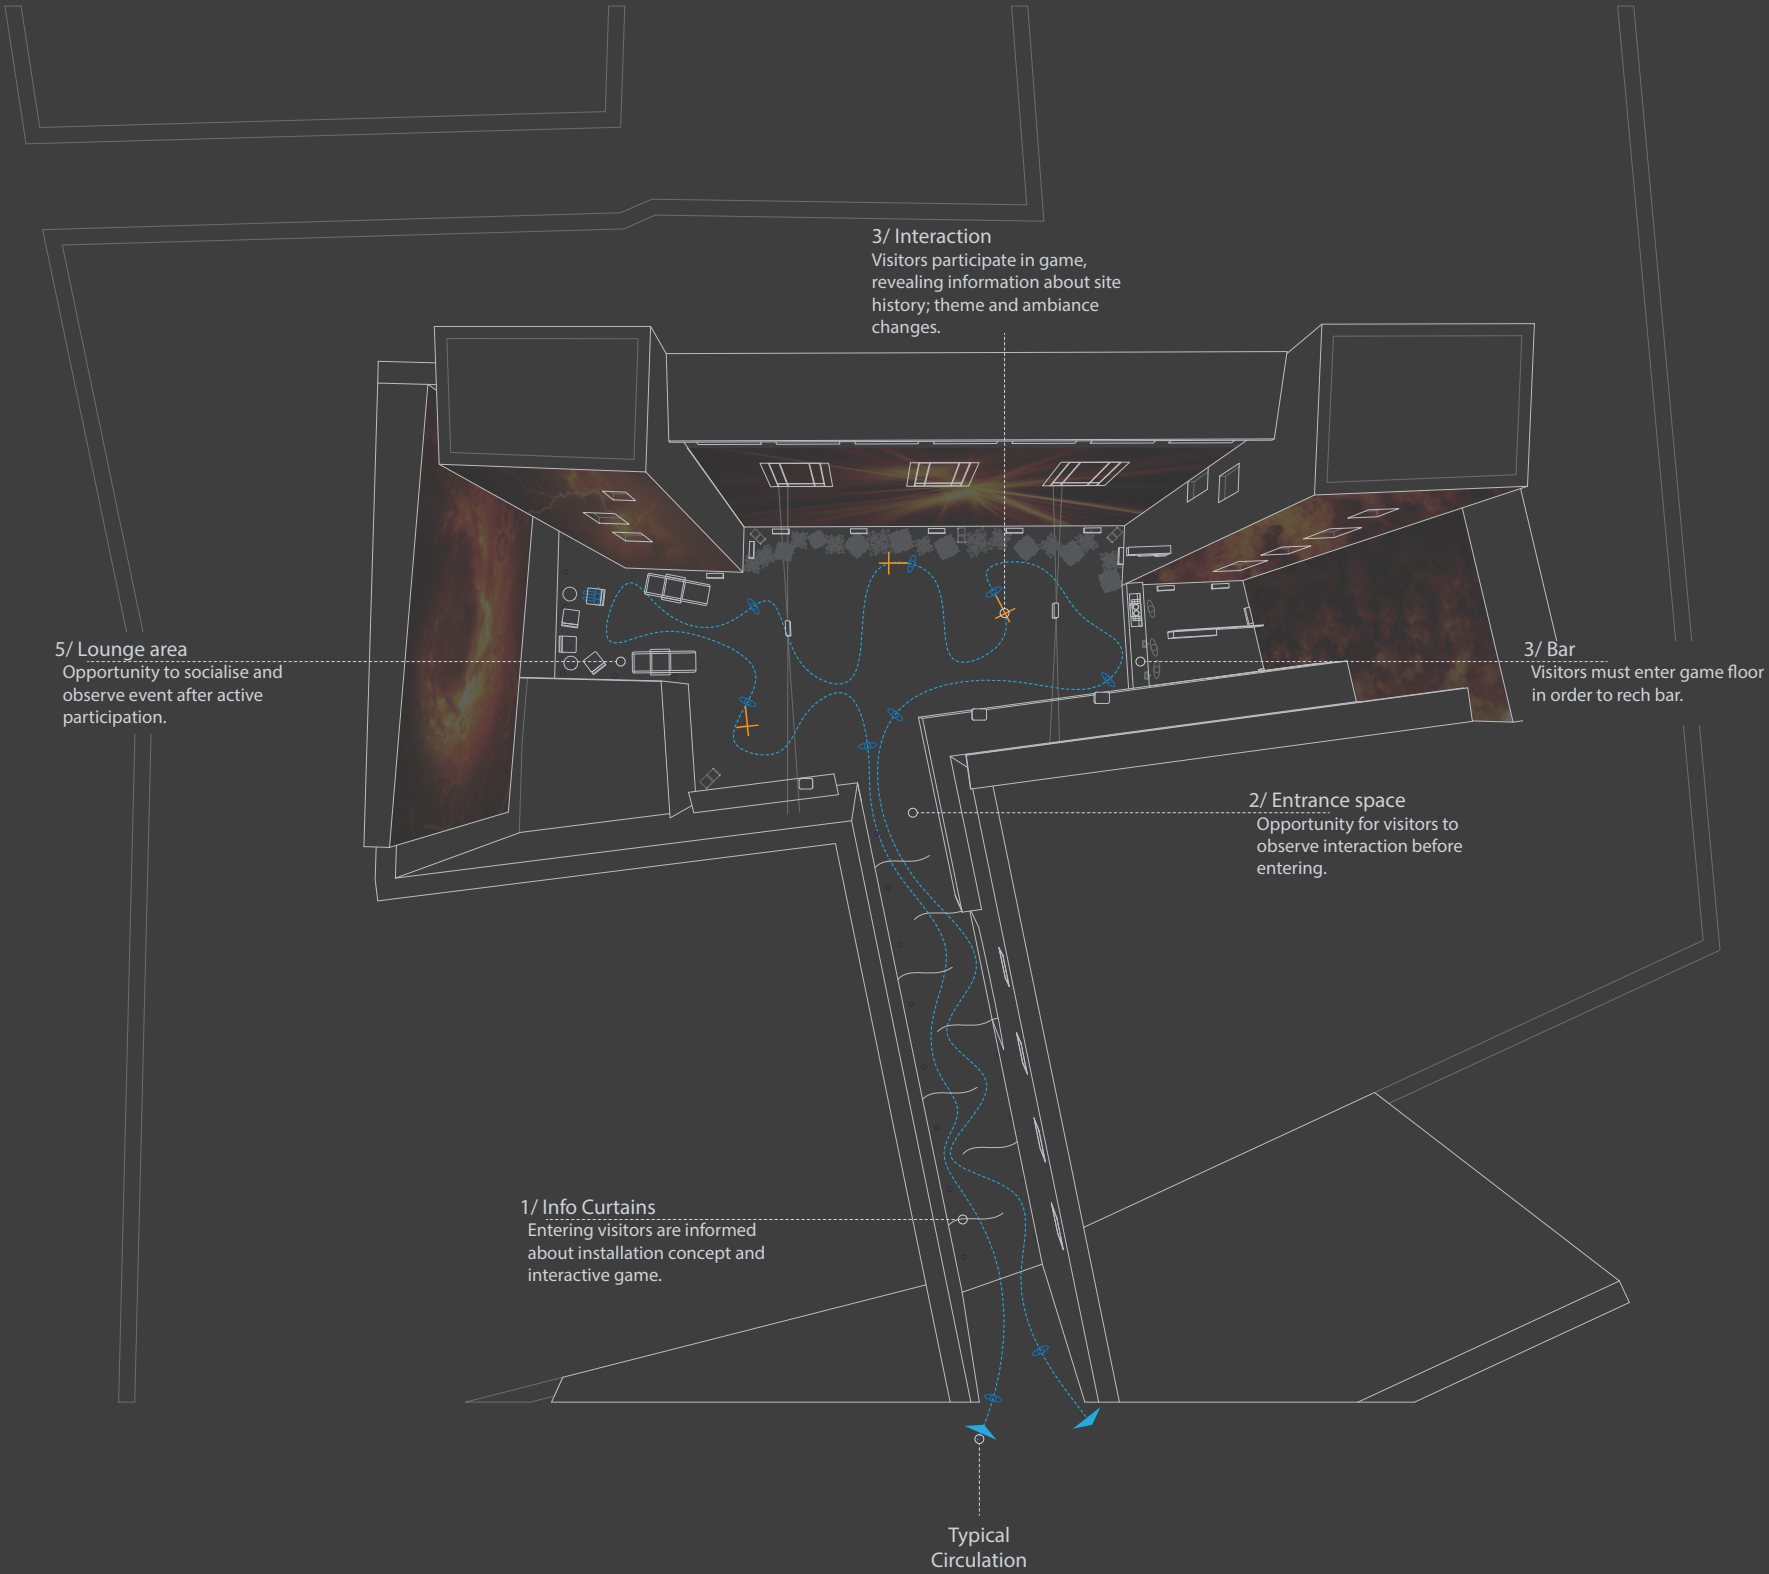 3/ Interaction
Visitors participate in game,
revealing information about site
history; theme and ambiance
changes.
5/ Lounge area
Opportunity to socialise and
observe event after active
participation.
3/ Bar
Visitors must enter game floor
in order to rech bar.
2/ Entrance space
Opportunity for visitors to
observe interaction before
entering.
1/ Info Curtains
Entering visitors are informed
about installation concept and
interactive game.
Typical
Circulation